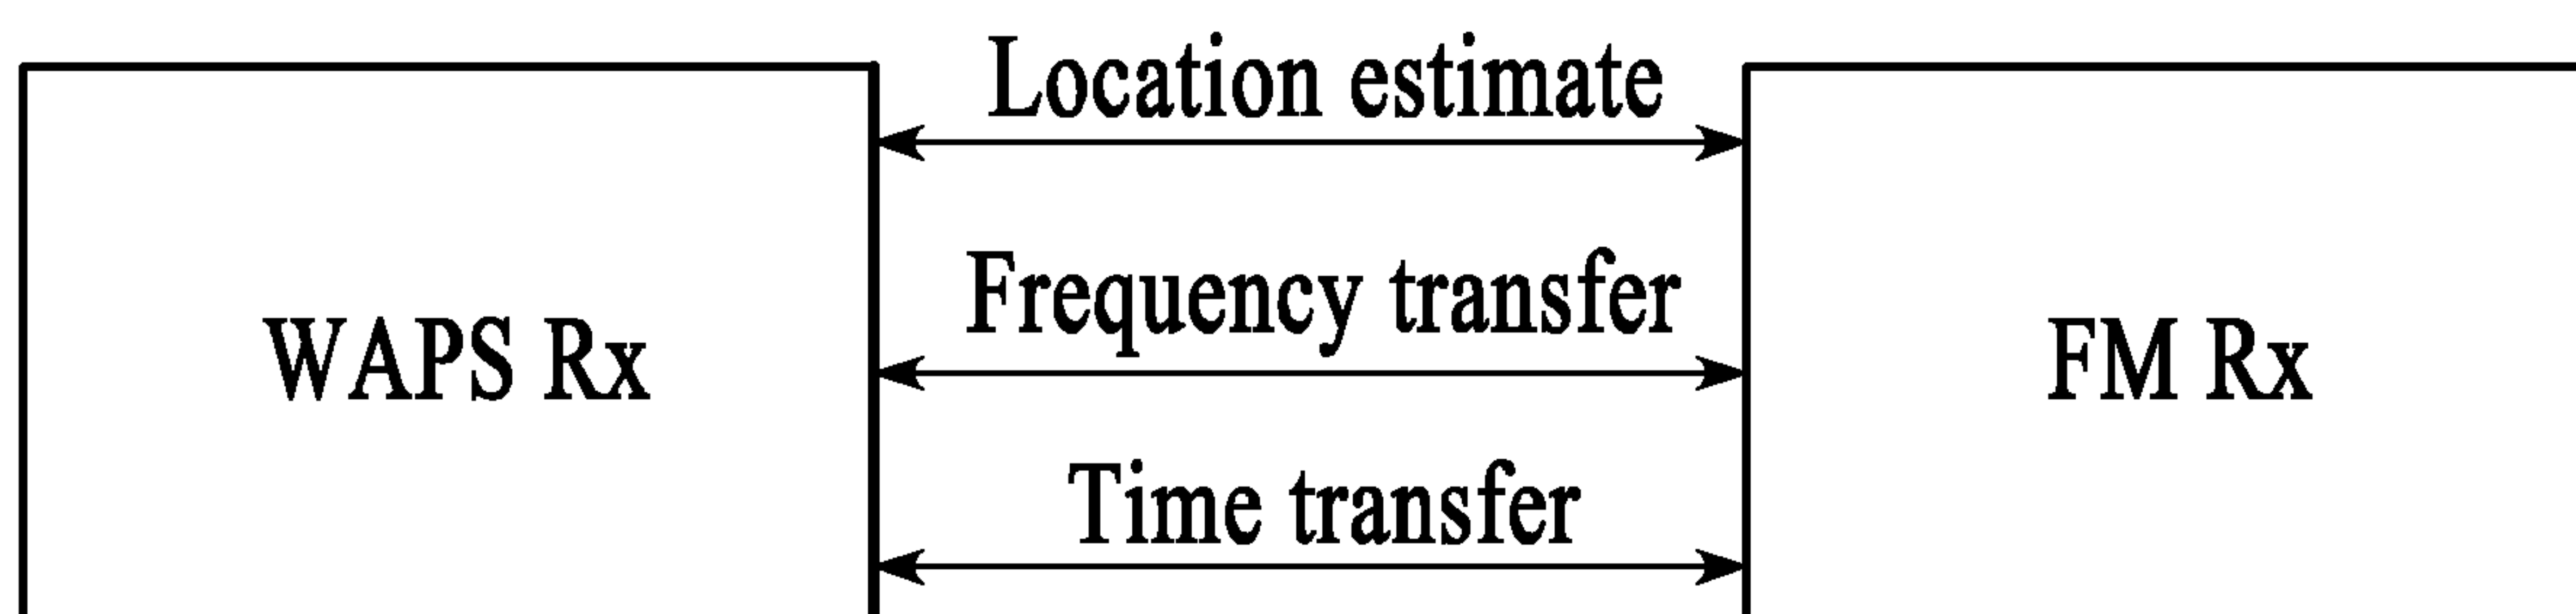 Location estimate
Frequency transfer
WAPS Rx
FM Rx
Time transfer